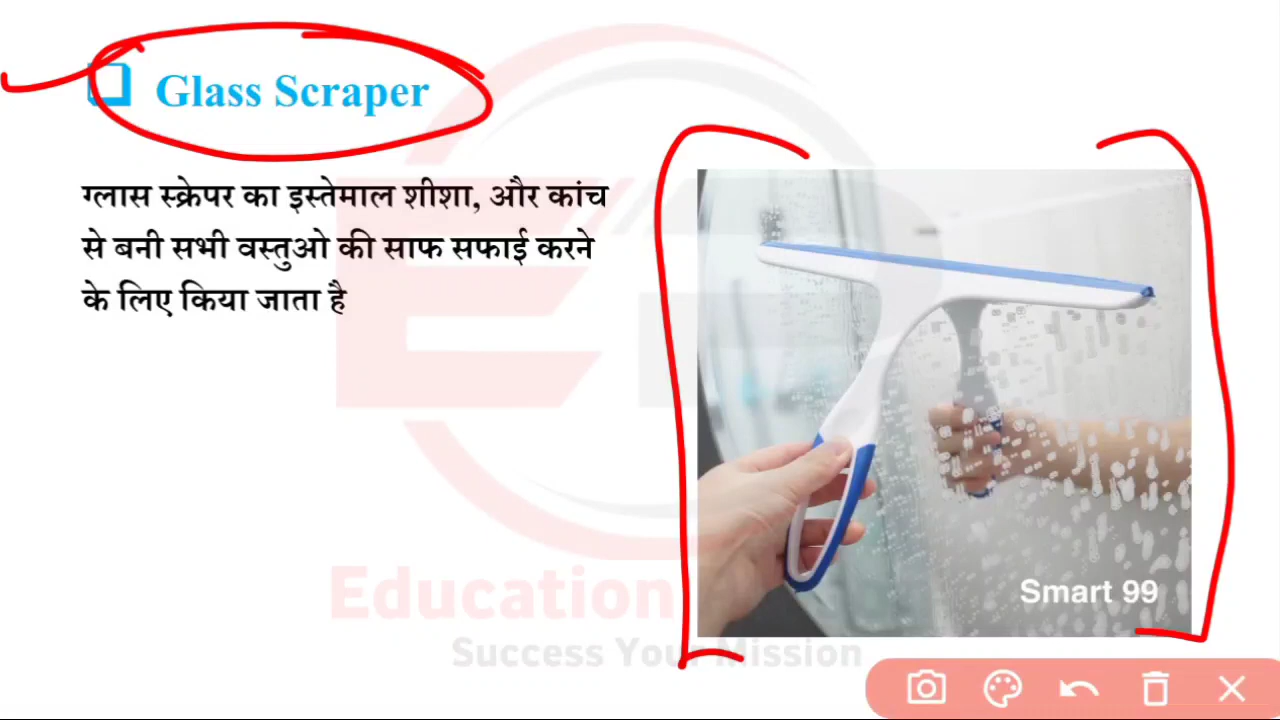 Glass Scraper
ग्लास स्क्रेपर का इस्तेमाल शीशा, और कांच
से बनी सभी वस्तुओ की साफ सफाई करने
के लिए किया जाता है
Smart 99
Education
Success Your Mission